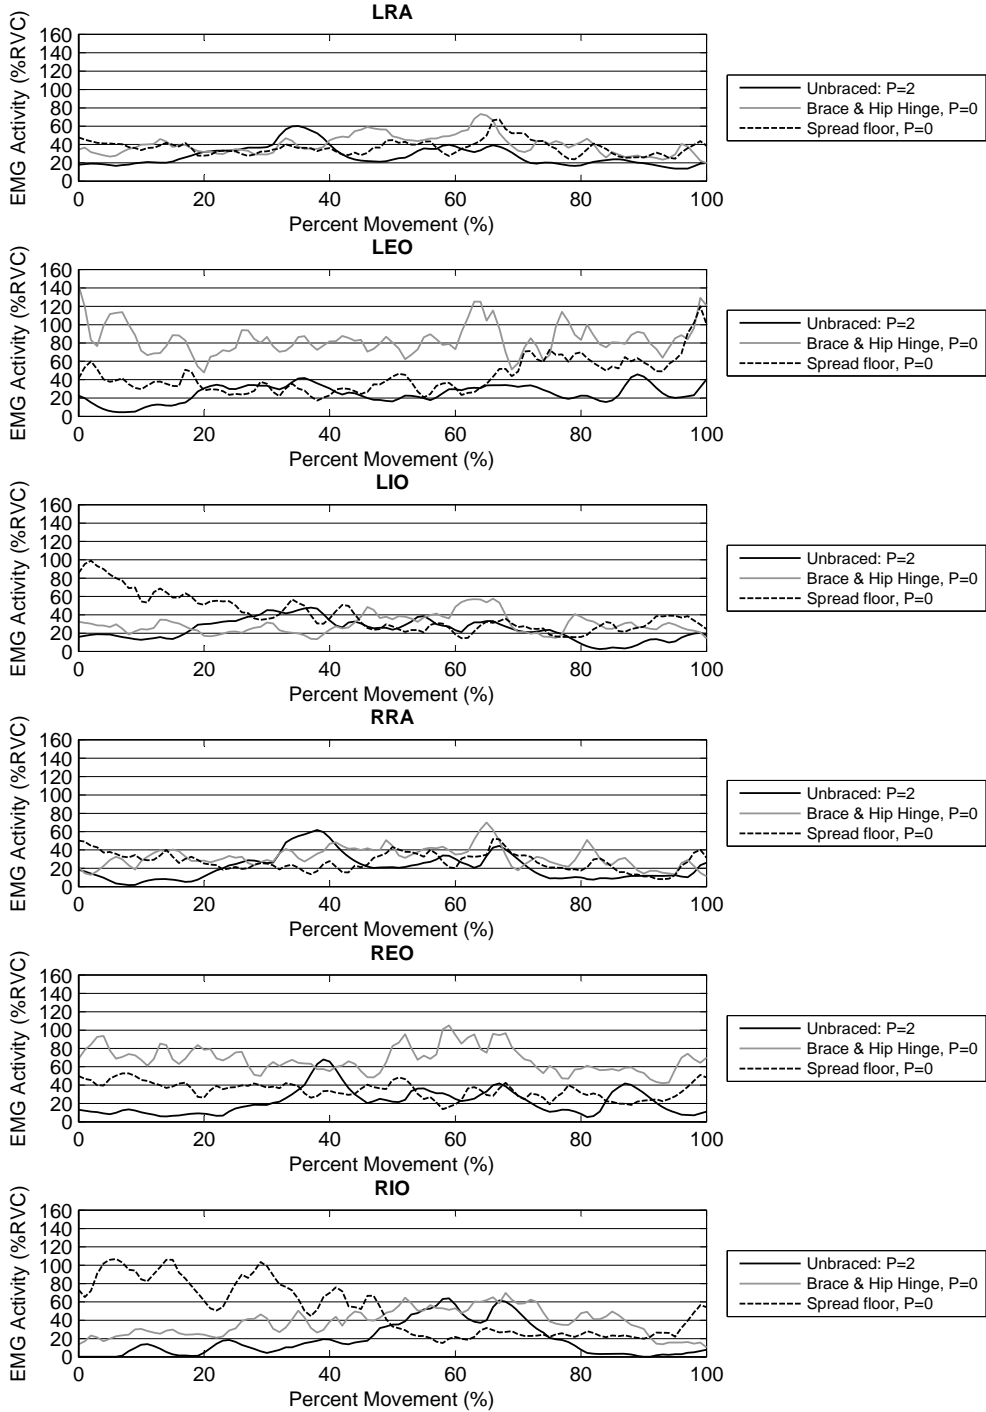 LRA
EMG Activity (%RVC)
160
140
120
100
80
60
40
20
0
0 20 40 60 80 100
Percent Movement (%)
Unbraced: P=2
Brace & Hip Hinge, P=0
Spread floor, P=0
LEO
EMG Activity (%RVC)
160
140
120
100
80
60
40
20
0
0 20 40 60 80 100
Percent Movement (%)
Unbraced: P=2
Brace & Hip Hinge, P=0
Spread floor, P=0
LIO
EMG Activity (%RVC)
160
140
120
100
80
60
40
20
0
0 20 40 60 80 100
Percent Movement (%)
Unbraced: P=2
Brace & Hip Hinge, P=0
Spread floor, P=0
RRA
EMG Activity (%RVC)
160
140
120
100
80
60
40
20
0
0 20 40 60 80 100
Percent Movement (%)
Unbraced: P=2
Brace & Hip Hinge, P=0
Spread floor, P=0
REO
EMG Activity (%RVC)
160
140
120
100
80
60
40
20
0
0 20 40 60 80 100
Percent Movement (%)
Unbraced: P=2
Brace & Hip Hinge, P=0
Spread floor, P=0
RIO
EMG Activity (%RVC)
160
140
120
100
80
60
40
20
0
0 20 40 60 80 100
Percent Movement (%)
Unbraced: P=2
Brace & Hip Hinge, P=0
Spread floor, P=0